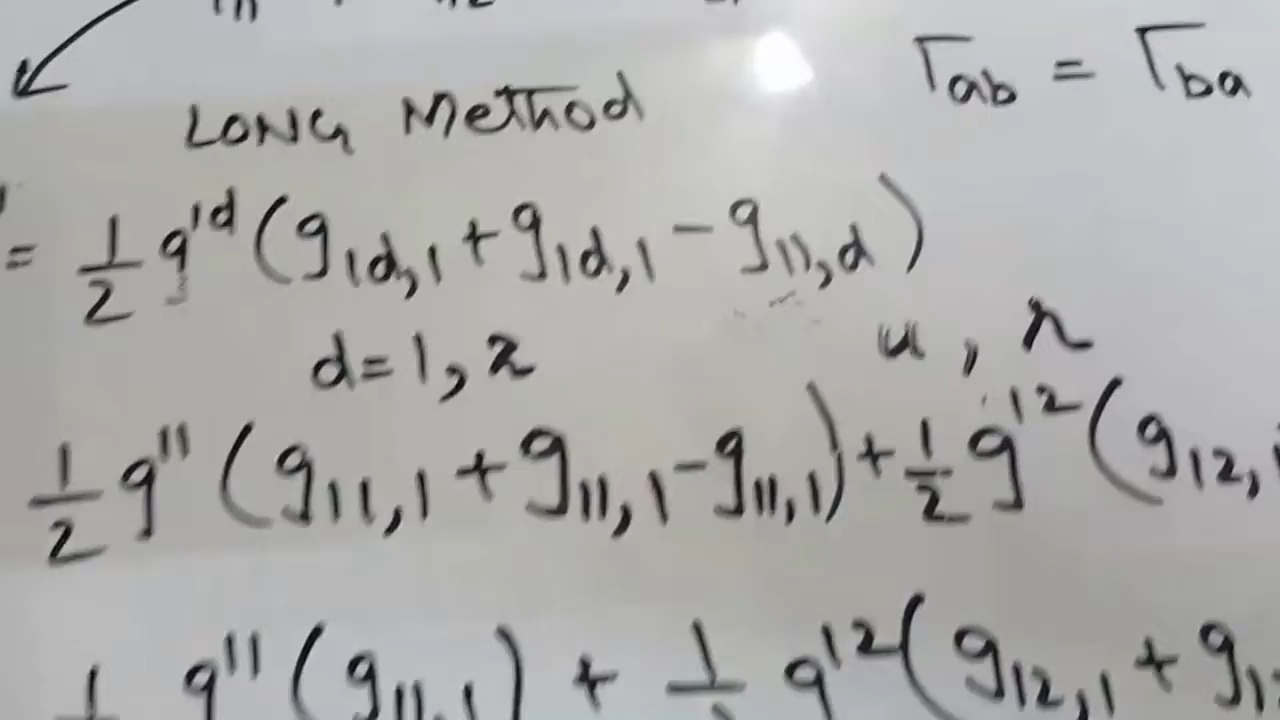 LONG Method
Γab = Γba
= 1/2 g^1d (g1d,1 + g1d,1 - g11,d)
d=1,2
u, r
1/2 g^11 (g11,1 + g11,1 - g11,1) + 1/2 g^12 (g12,
g^11 (g11,1) + 1 g^12 (g12,1 + g1